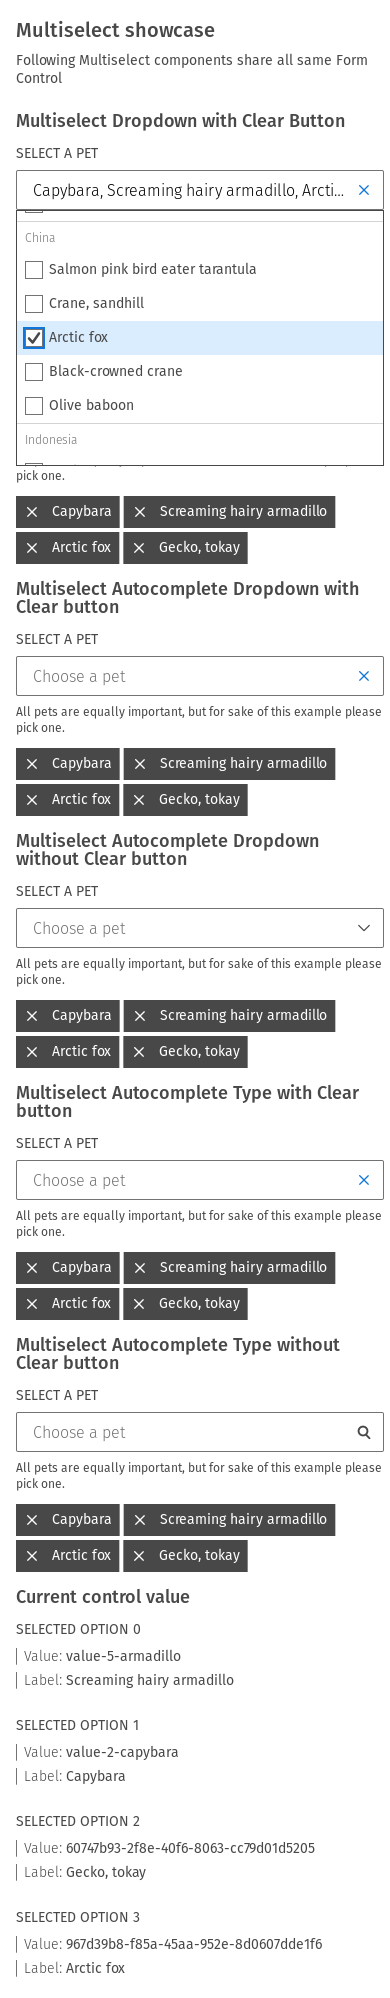 Multiselect showcase
Following Multiselect components share all same Form
Control
Multiselect Dropdown with Clear Button
SELECT A PET
Capybara, Screaming hairy armadillo, Arcti...
China
Salmon pink bird eater tarantula
Crane, sandhill
Arctic fox
Black-crowned crane
Olive baboon
Indonesia
pick one.
Capybara Screaming hairy armadillo
Arctic fox Gecko, tokay
Multiselect Autocomplete Dropdown with
Clear button
SELECT A PET
Choose a pet
All pets are equally important, but for sake of this example please
pick one.
Capybara Screaming hairy armadillo
Arctic fox Gecko, tokay
Multiselect Autocomplete Dropdown
without Clear button
SELECT A PET
Choose a pet
All pets are equally important, but for sake of this example please
pick one.
Capybara Screaming hairy armadillo
Arctic fox Gecko, tokay
Multiselect Autocomplete Type with Clear
button
SELECT A PET
Choose a pet
All pets are equally important, but for sake of this example please
pick one.
Capybara Screaming hairy armadillo
Arctic fox Gecko, tokay
Multiselect Autocomplete Type without
Clear button
SELECT A PET
Choose a pet
All pets are equally important, but for sake of this example please
pick one.
Capybara Screaming hairy armadillo
Arctic fox Gecko, tokay
Current control value
SELECTED OPTION 0
Value: value-5-armadillo
Label: Screaming hairy armadillo
SELECTED OPTION 1
Value: value-2-capybara
Label: Capybara
SELECTED OPTION 2
Value: 60747b93-2f8e-40f6-8063-cc79d01d5205
Label: Gecko, tokay
SELECTED OPTION 3
Value: 967d39b8-f85a-45aa-952e-8d0607dde1f6
Label: Arctic fox